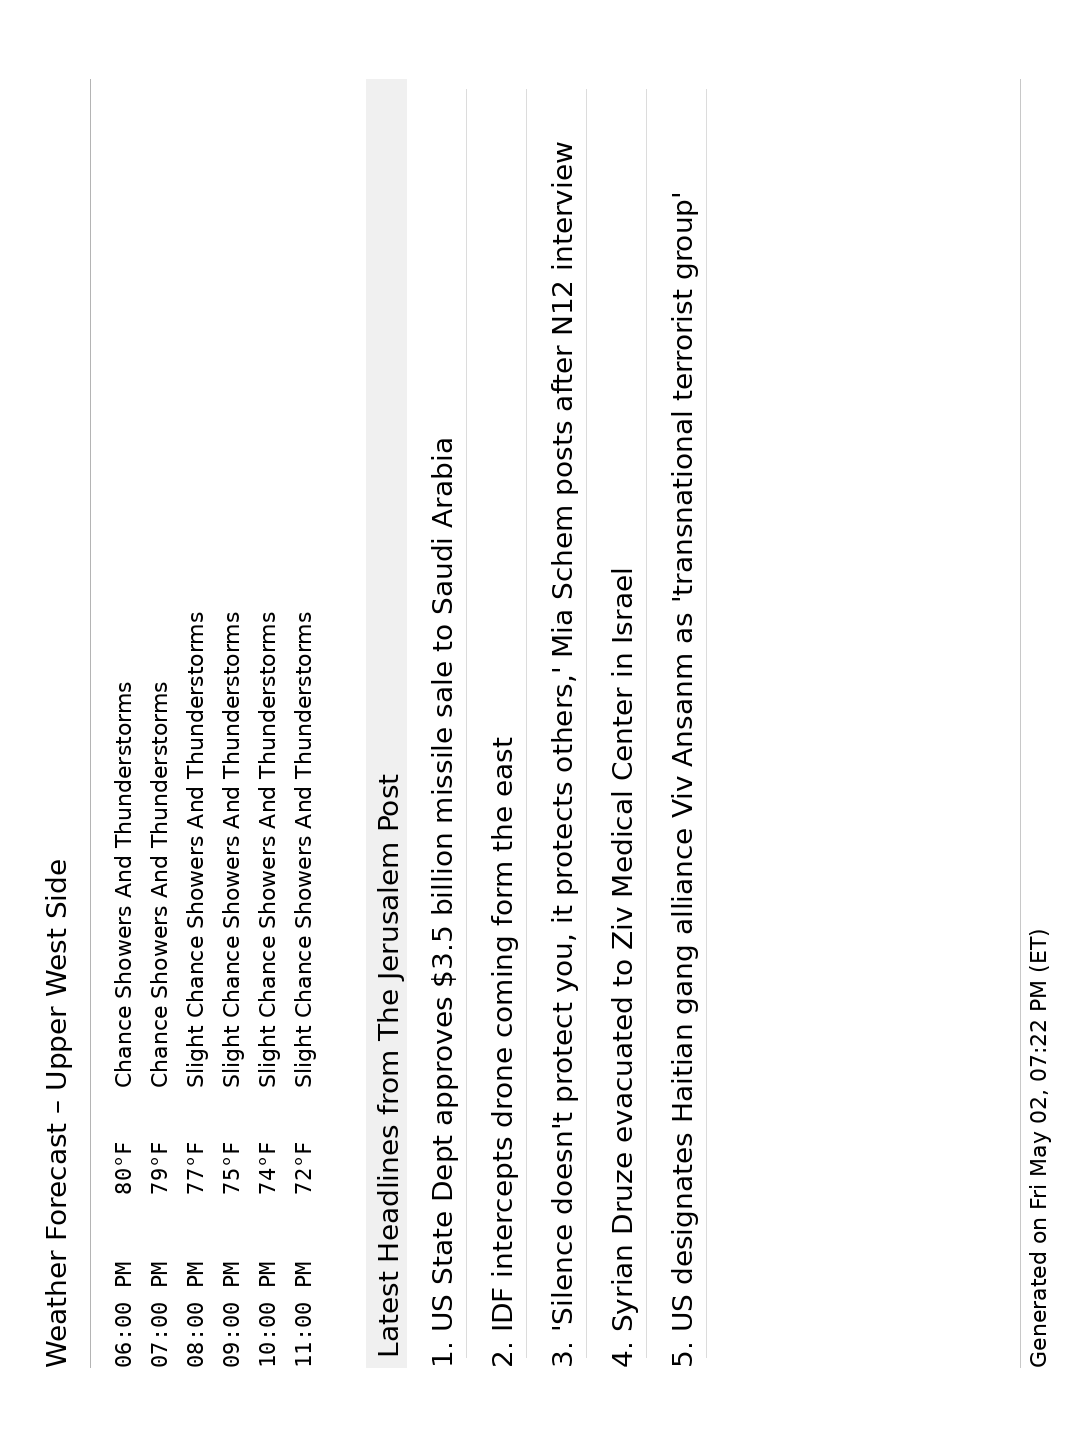 Weather Forecast – Upper West Side
06:00 PM 80°F Chance Showers And Thunderstorms
07:00 PM 79°F Chance Showers And Thunderstorms
08:00 PM 77°F Slight Chance Showers And Thunderstorms
09:00 PM 75°F Slight Chance Showers And Thunderstorms
10:00 PM 74°F Slight Chance Showers And Thunderstorms
11:00 PM 72°F Slight Chance Showers And Thunderstorms
Latest Headlines from The Jerusalem Post
1. US State Dept approves $3.5 billion missile sale to Saudi Arabia
2. IDF intercepts drone coming form the east
3. 'Silence doesn't protect you, it protects others,' Mia Schem posts after N12 interview
4. Syrian Druze evacuated to Ziv Medical Center in Israel
5. US designates Haitian gang alliance Viv Ansanm as 'transnational terrorist group'
Generated on Fri May 02, 07:22 PM (ET)